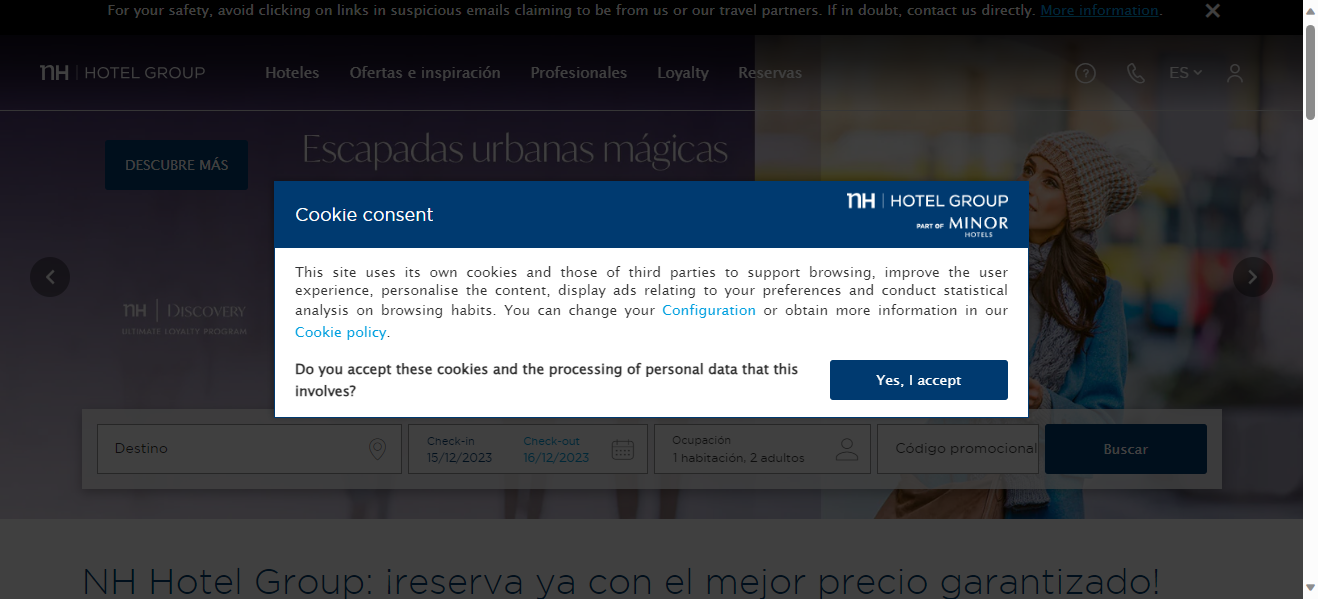 For your safety, avoid clicking on links in suspicious emails claiming to be from us or our travel partners. If in doubt, contact us directly. More information.
NH | HOTEL GROUP
Hoteles
Ofertas e inspiración
Profesionales
Loyalty
Reservas
ES
DESCUBRE MÁS
Escapadas urbanas mágicas
Cookie consent
NH | HOTEL GROUP
PART OF MINOR
HOTELS
This site uses its own cookies and those of third parties to support browsing, improve the user
experience, personalise the content, display ads relating to your preferences and conduct statistical
analysis on browsing habits. You can change your Configuration or obtain more information in our
Cookie policy.
NH | DISCOVERY
ULTIMATE LOYALTY PROGRAM
Do you accept these cookies and the processing of personal data that this
involves?
Yes, I accept
Destino
Check-in
15/12/2023
Check-out
16/12/2023
Ocupación
1 habitación, 2 adultos
Código promocional
Buscar
NH Hotel Group: ¡reserva ya con el mejor precio garantizado!